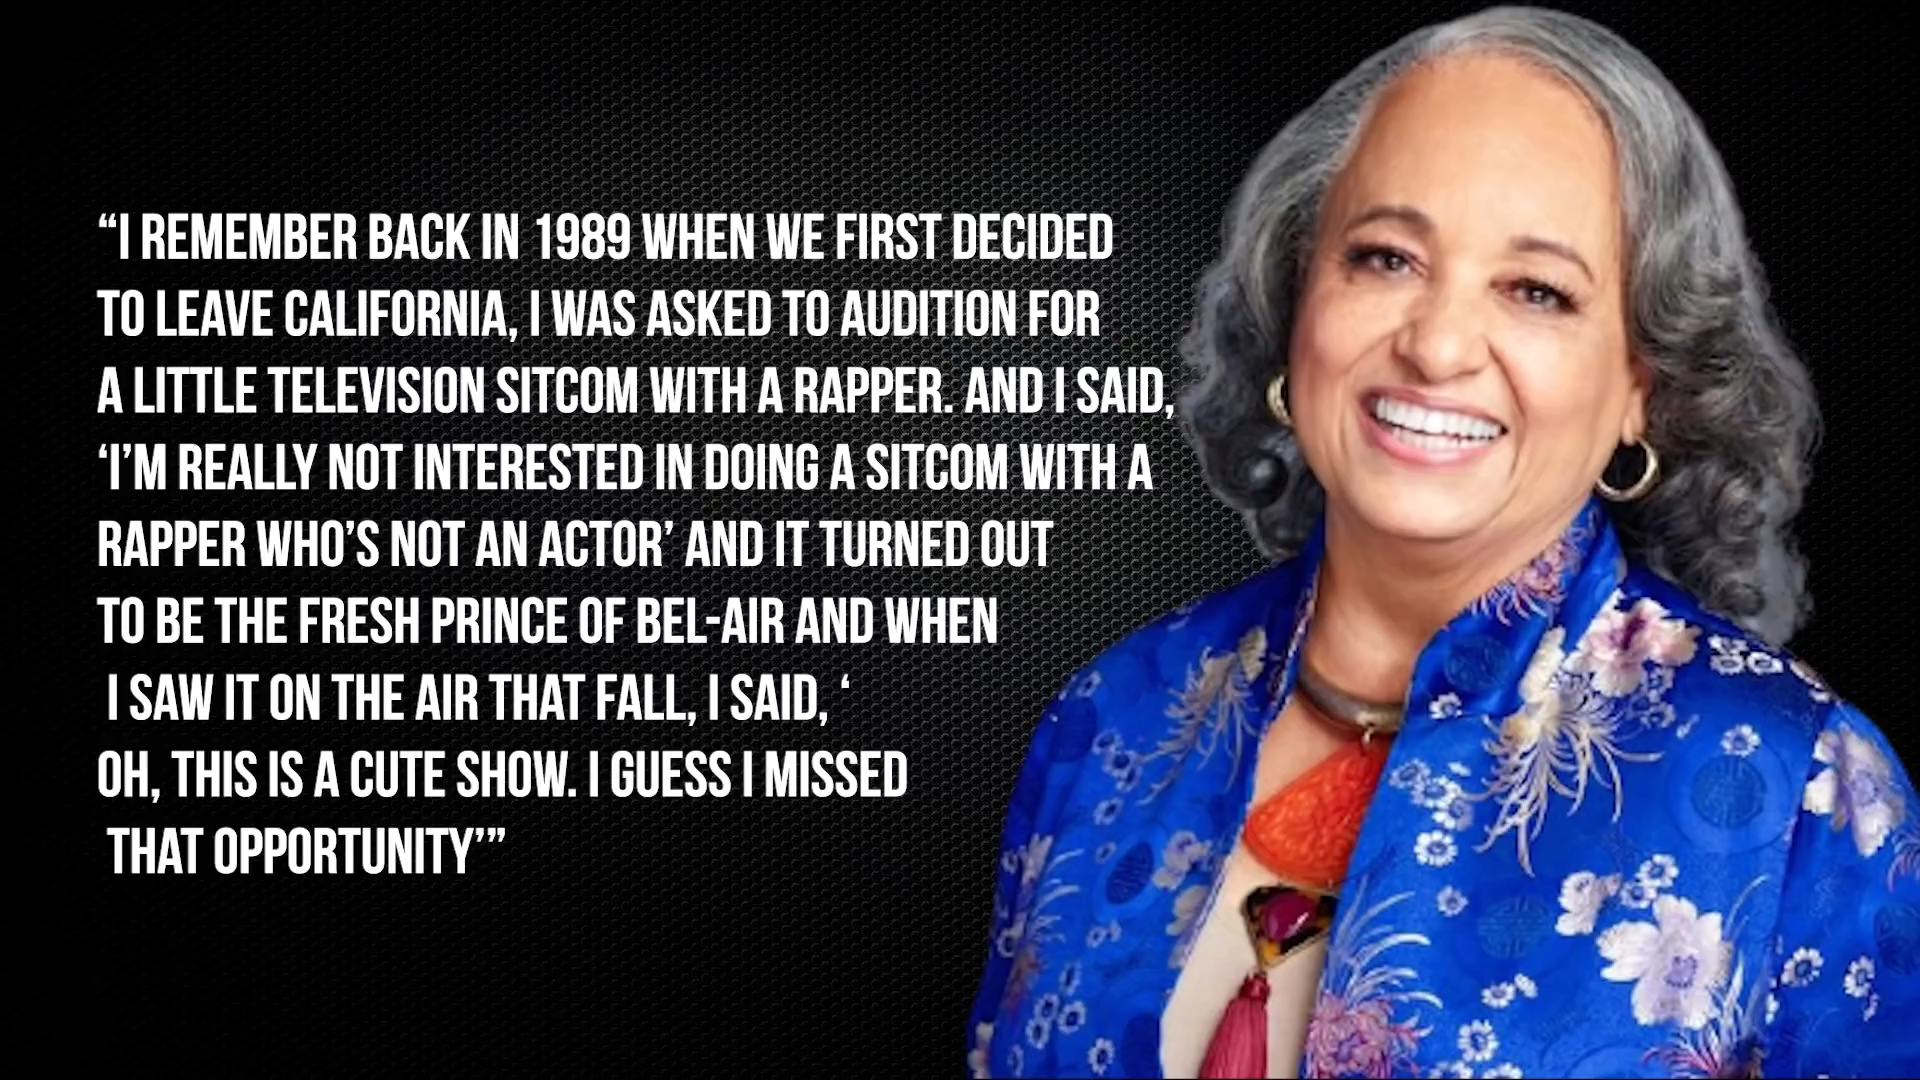 “I REMEMBER BACK IN 1989 WHEN WE FIRST DECIDED
TO LEAVE CALIFORNIA, I WAS ASKED TO AUDITION FOR
A LITTLE TELEVISION SITCOM WITH A RAPPER. AND I SAID,
‘I’M REALLY NOT INTERESTED IN DOING A SITCOM WITH A
RAPPER WHO’S NOT AN ACTOR’ AND IT TURNED OUT
TO BE THE FRESH PRINCE OF BEL-AIR AND WHEN
I SAW IT ON THE AIR THAT FALL, I SAID, ‘
OH, THIS IS A CUTE SHOW. I GUESS I MISSED
THAT OPPORTUNITY’”